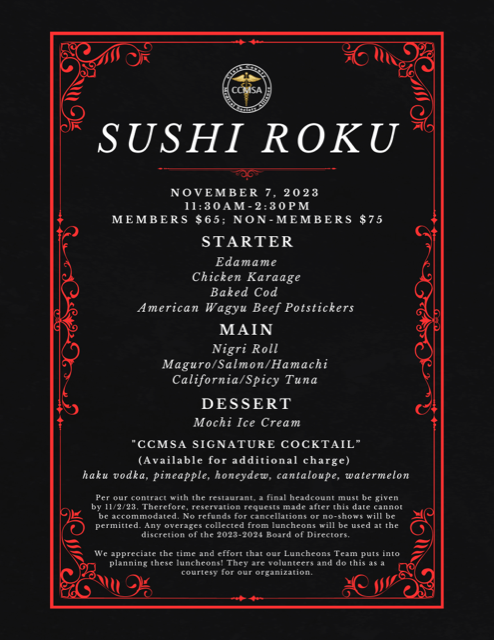 Clark County
CCMSA
Medical Society Alliance
SUSHI ROKU
NOVEMBER 7, 2023
11:30AM-2:30PM
MEMBERS $65; NON-MEMBERS $75
STARTER
Edamame
Chicken Karaage
Baked Cod
American Wagyu Beef Potstickers
MAIN
Nigri Roll
Maguro/Salmon/Hamachi
California/Spicy Tuna
DESSERT
Mochi Ice Cream
"CCMSA SIGNATURE COCKTAIL"
(Available for additional charge)
haku vodka, pineapple, honeydew, cantaloupe, watermelon
Per our contract with the restaurant, a final headcount must be given
by 11/2/23. Therefore, reservation requests made after this date cannot
be accommodated. No refunds for cancellations or no-shows will be
permitted. Any overages collected from luncheons will be used at the
discretion of the 2023-2024 Board of Directors.
We appreciate the time and effort that our Luncheons Team puts into
planning these luncheons! They are volunteers and do this as a
courtesy for our organization.